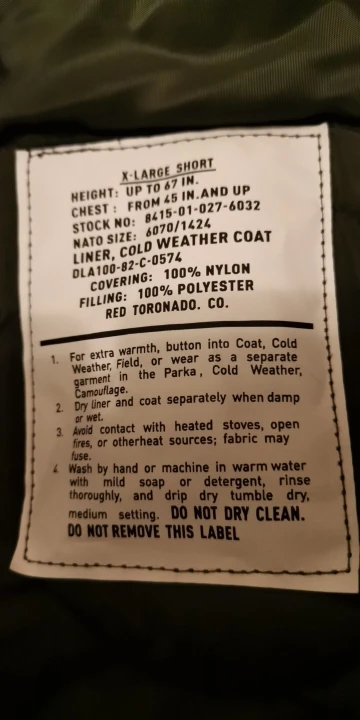 X-LARGE SHORT
HEIGHT: UP TO 67 IN.
CHEST : FROM 45 IN.AND UP
STOCK NO: 8415-01-027-6032
NATO SIZE: 6070/1424
LINER, COLD WEATHER COAT
DLA100-82-C-0574
COVERING: 100% NYLON
FILLING: 100% POLYESTER
RED TORONADO. CO.
1. For extra warmth, button into Coat, Cold
Weather, Field, or wear as a separate
garment in the Parka, Cold Weather,
Camouflage.
2. Dry liner and coat separately when damp
or wet.
3. Avoid contact with heated stoves, open
fires, or otherheat sources; fabric may
fuse.
4. Wash by hand or machine in warm water
with mild soap or detergent, rinse
thoroughly, and drip dry tumble dry,
medium setting. DO NOT DRY CLEAN.
DO NOT REMOVE THIS LABEL